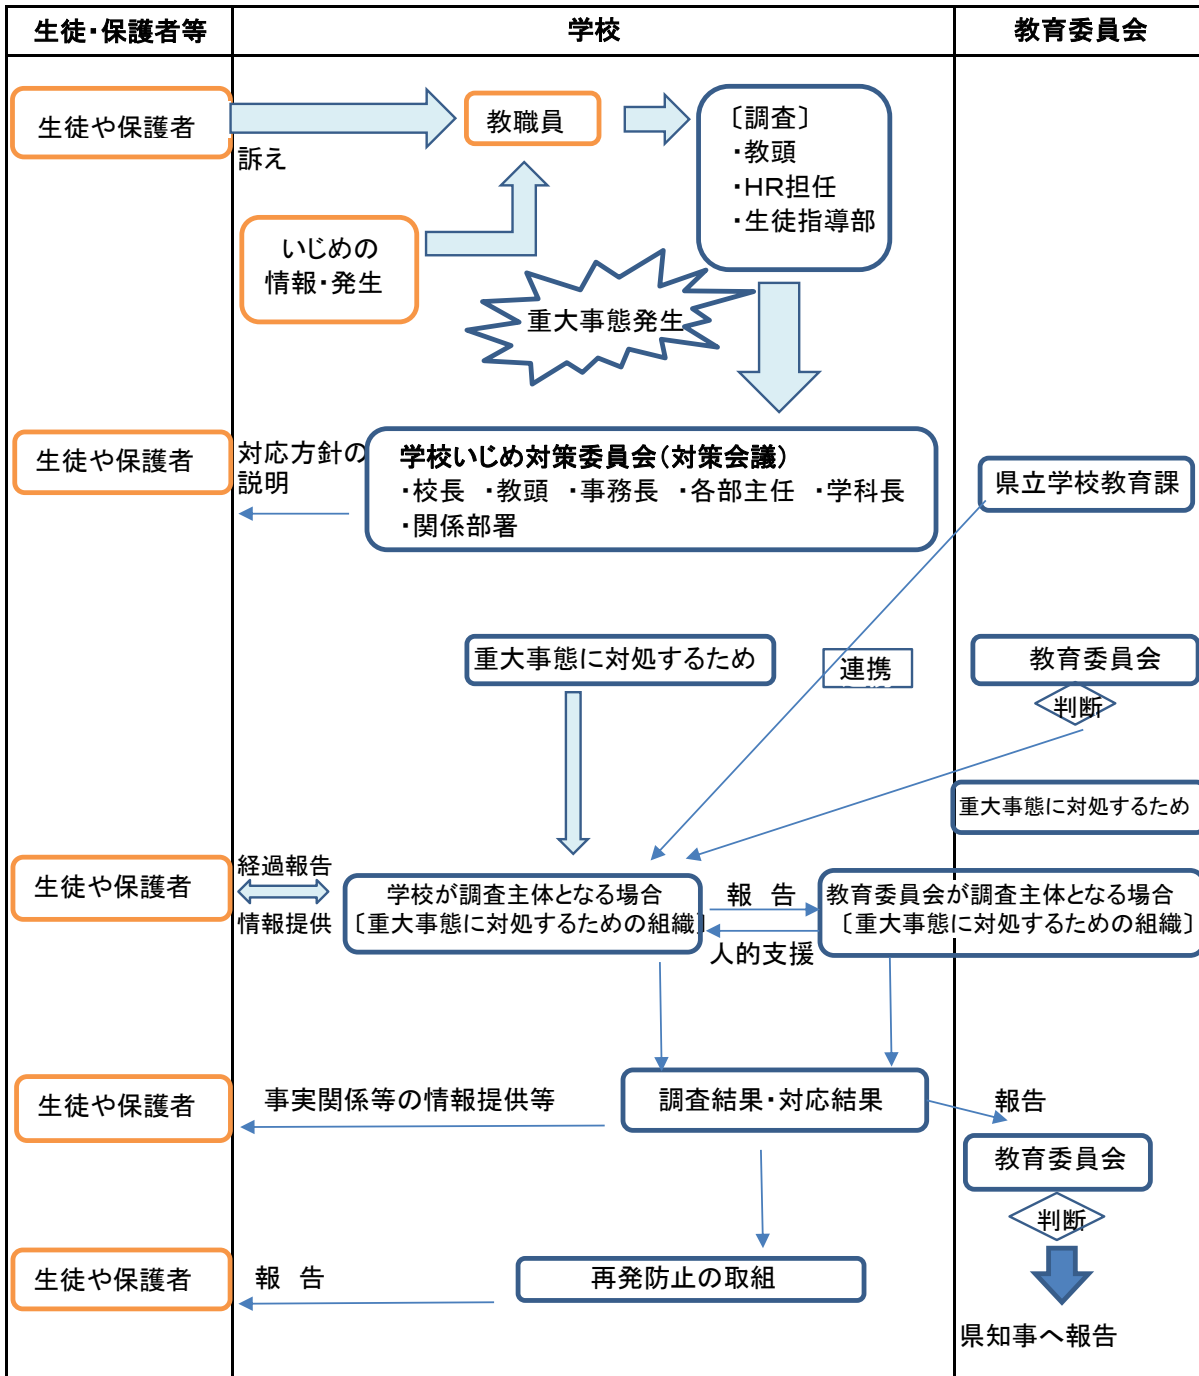 生徒・保護者等
学校
教育委員会
生徒や保護者
訴え
教職員
〔調査〕
・教頭
・HR担任
・生徒指導部
いじめの
情報・発生
重大事態発生
生徒や保護者
対応方針の
説明
学校いじめ対策委員会（対策会議）
・校長 ・教頭 ・事務長 ・各部主任 ・学科長
・関係部署
県立学校教育課
重大事態に対処するため
連携
教育委員会
判断
重大事態に対処するため
生徒や保護者
経過報告
情報提供
学校が調査主体となる場合
〔重大事態に対処するための組織〕
報 告
人的支援
教育委員会が調査主体となる場合
〔重大事態に対処するための組織〕
生徒や保護者
事実関係等の情報提供等
調査結果・対応結果
報告
教育委員会
判断
生徒や保護者
報 告
再発防止の取組
県知事へ報告